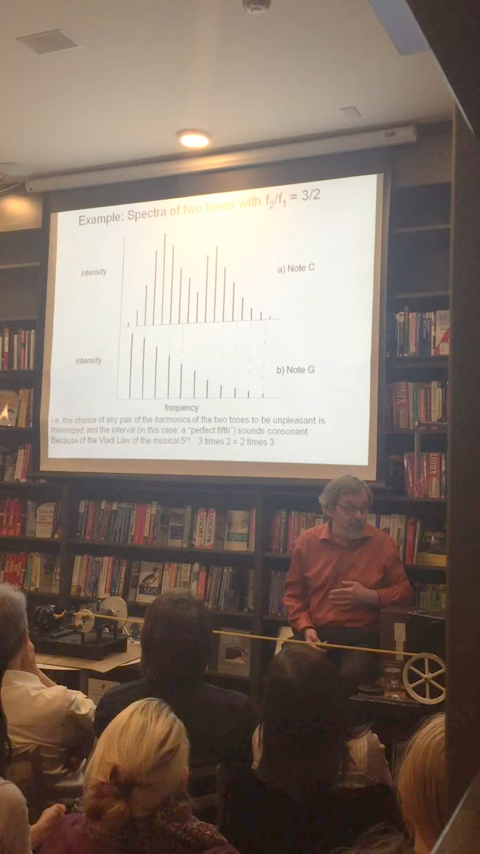 Example: Spectra of two tones with f₂/f₁ = 3/2
intensity
a) Note C
intensity
b) Note G
frequency
i.e. the chance of any pair of the harmonics of the two tones to be unpleasant is
minimized and the interval (in this case: a "perfect fifth") sounds consonant
Because of the Vladi Law of the musical 5th: 3 times 2 = 2 times 3